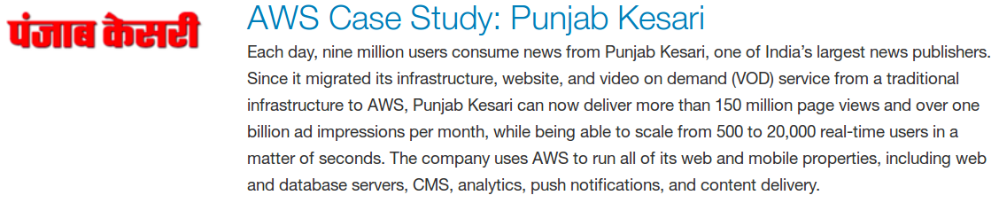 पंजाब केसरी
AWS Case Study: Punjab Kesari
Each day, nine million users consume news from Punjab Kesari, one of India’s largest news publishers.
Since it migrated its infrastructure, website, and video on demand (VOD) service from a traditional
infrastructure to AWS, Punjab Kesari can now deliver more than 150 million page views and over one
billion ad impressions per month, while being able to scale from 500 to 20,000 real-time users in a
matter of seconds. The company uses AWS to run all of its web and mobile properties, including web
and database servers, CMS, analytics, push notifications, and content delivery.